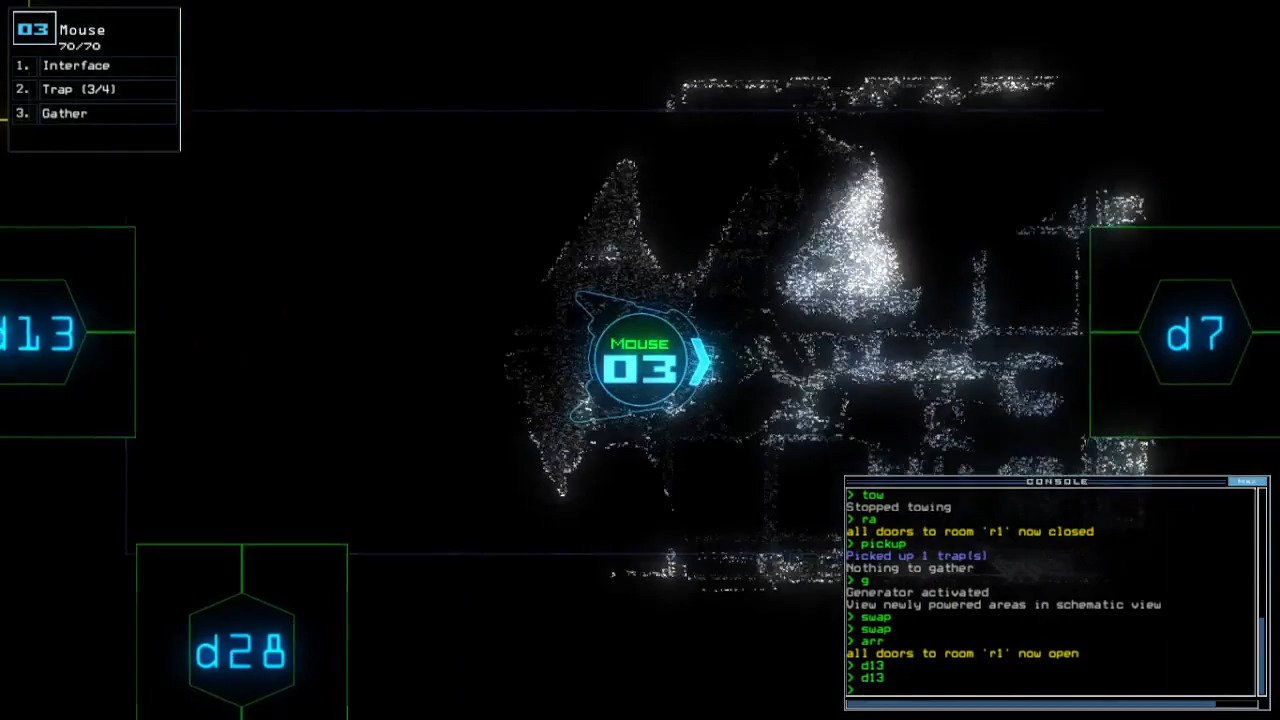 03 Mouse
70/70
1. Interface
2. Trap (3/4)
3. Gather
d13
d7
Mouse
03
d28
CONSOLE
> tow
Stopped towing
> ra
all doors to room 'r1' now closed
> pickup
Picked up 1 trap(s)
Nothing to gather
> g
Generator activated
View newly powered areas in schematic view
> swap
> swap
> arr
all doors to room 'r1' now open
> d13
> d13
>